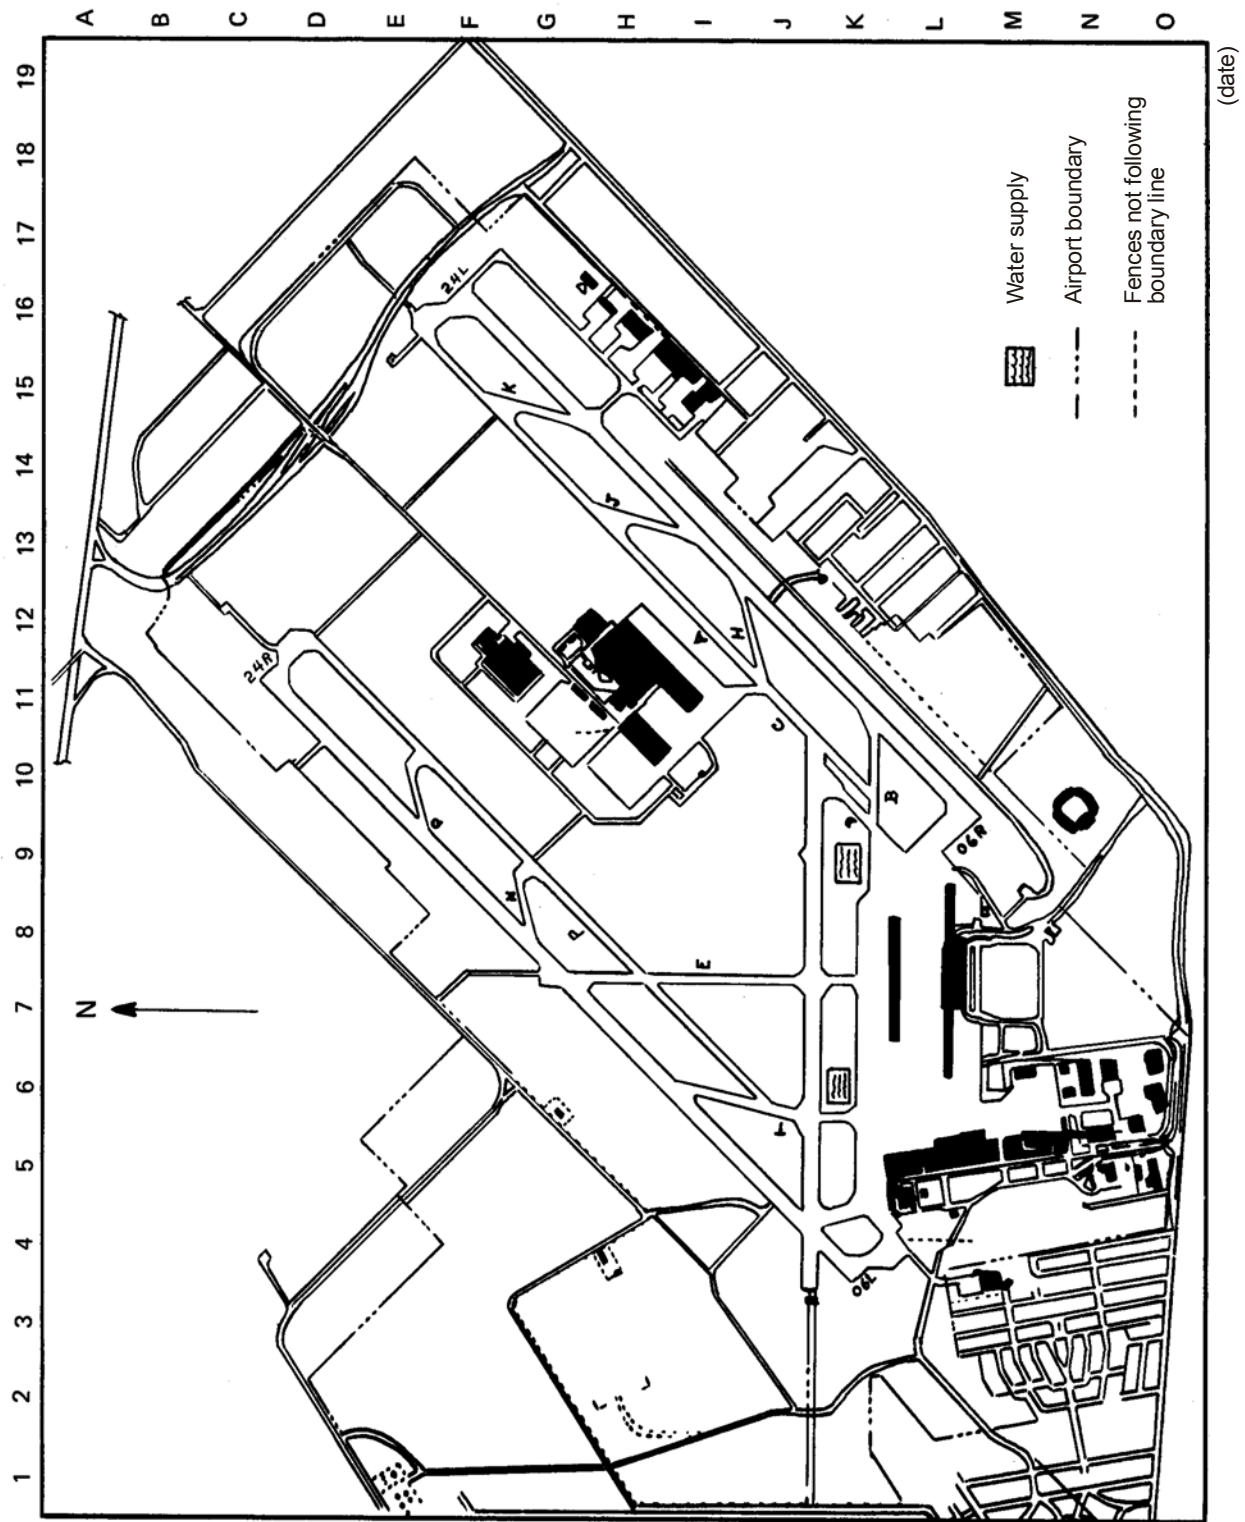 A
B
C
D
E
F
G
H
I
J
K
L
M
N
O
19
18
17
16
15
14
13
12
11
10
9
8
7
6
5
4
3
2
1
N
24L
24R
K
J
A
H
C
B
06R
Q
N
P
E
T
06L
Water supply
Airport boundary
Fences not following
boundary line
(date)